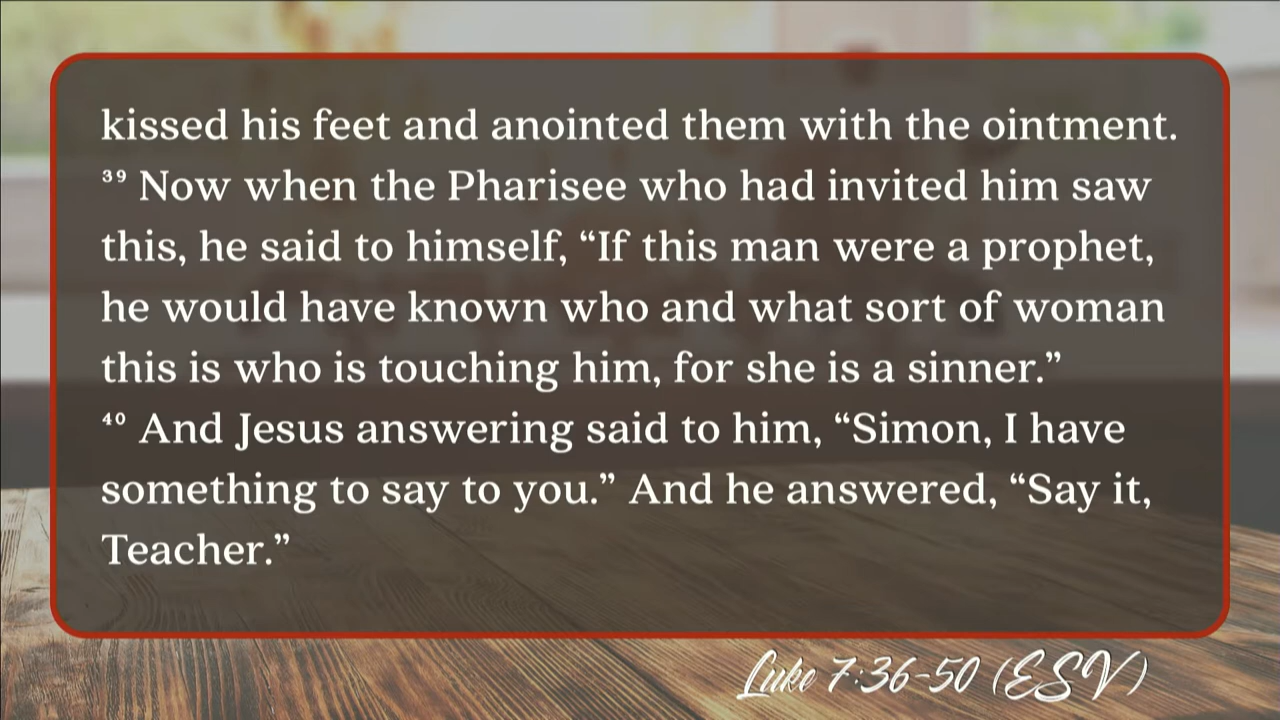 kissed his feet and anointed them with the ointment.
³⁹ Now when the Pharisee who had invited him saw
this, he said to himself, “If this man were a prophet,
he would have known who and what sort of woman
this is who is touching him, for she is a sinner.”
⁴⁰ And Jesus answering said to him, “Simon, I have
something to say to you.” And he answered, “Say it,
Teacher.”
Luke 7:36-50 (ESV)